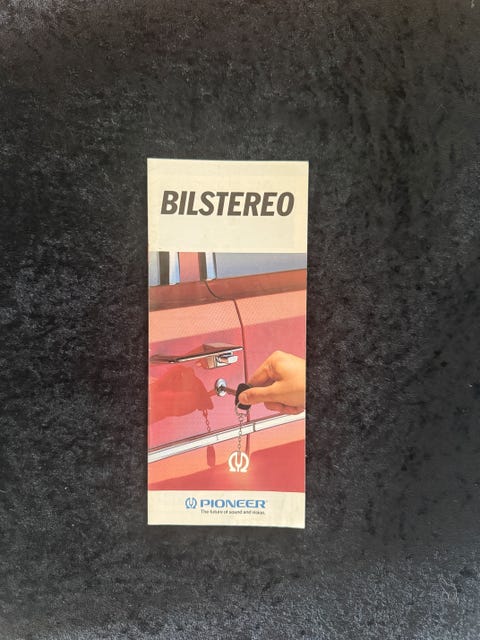 BILSTEREO
PIONEER
The future of sound and vision.